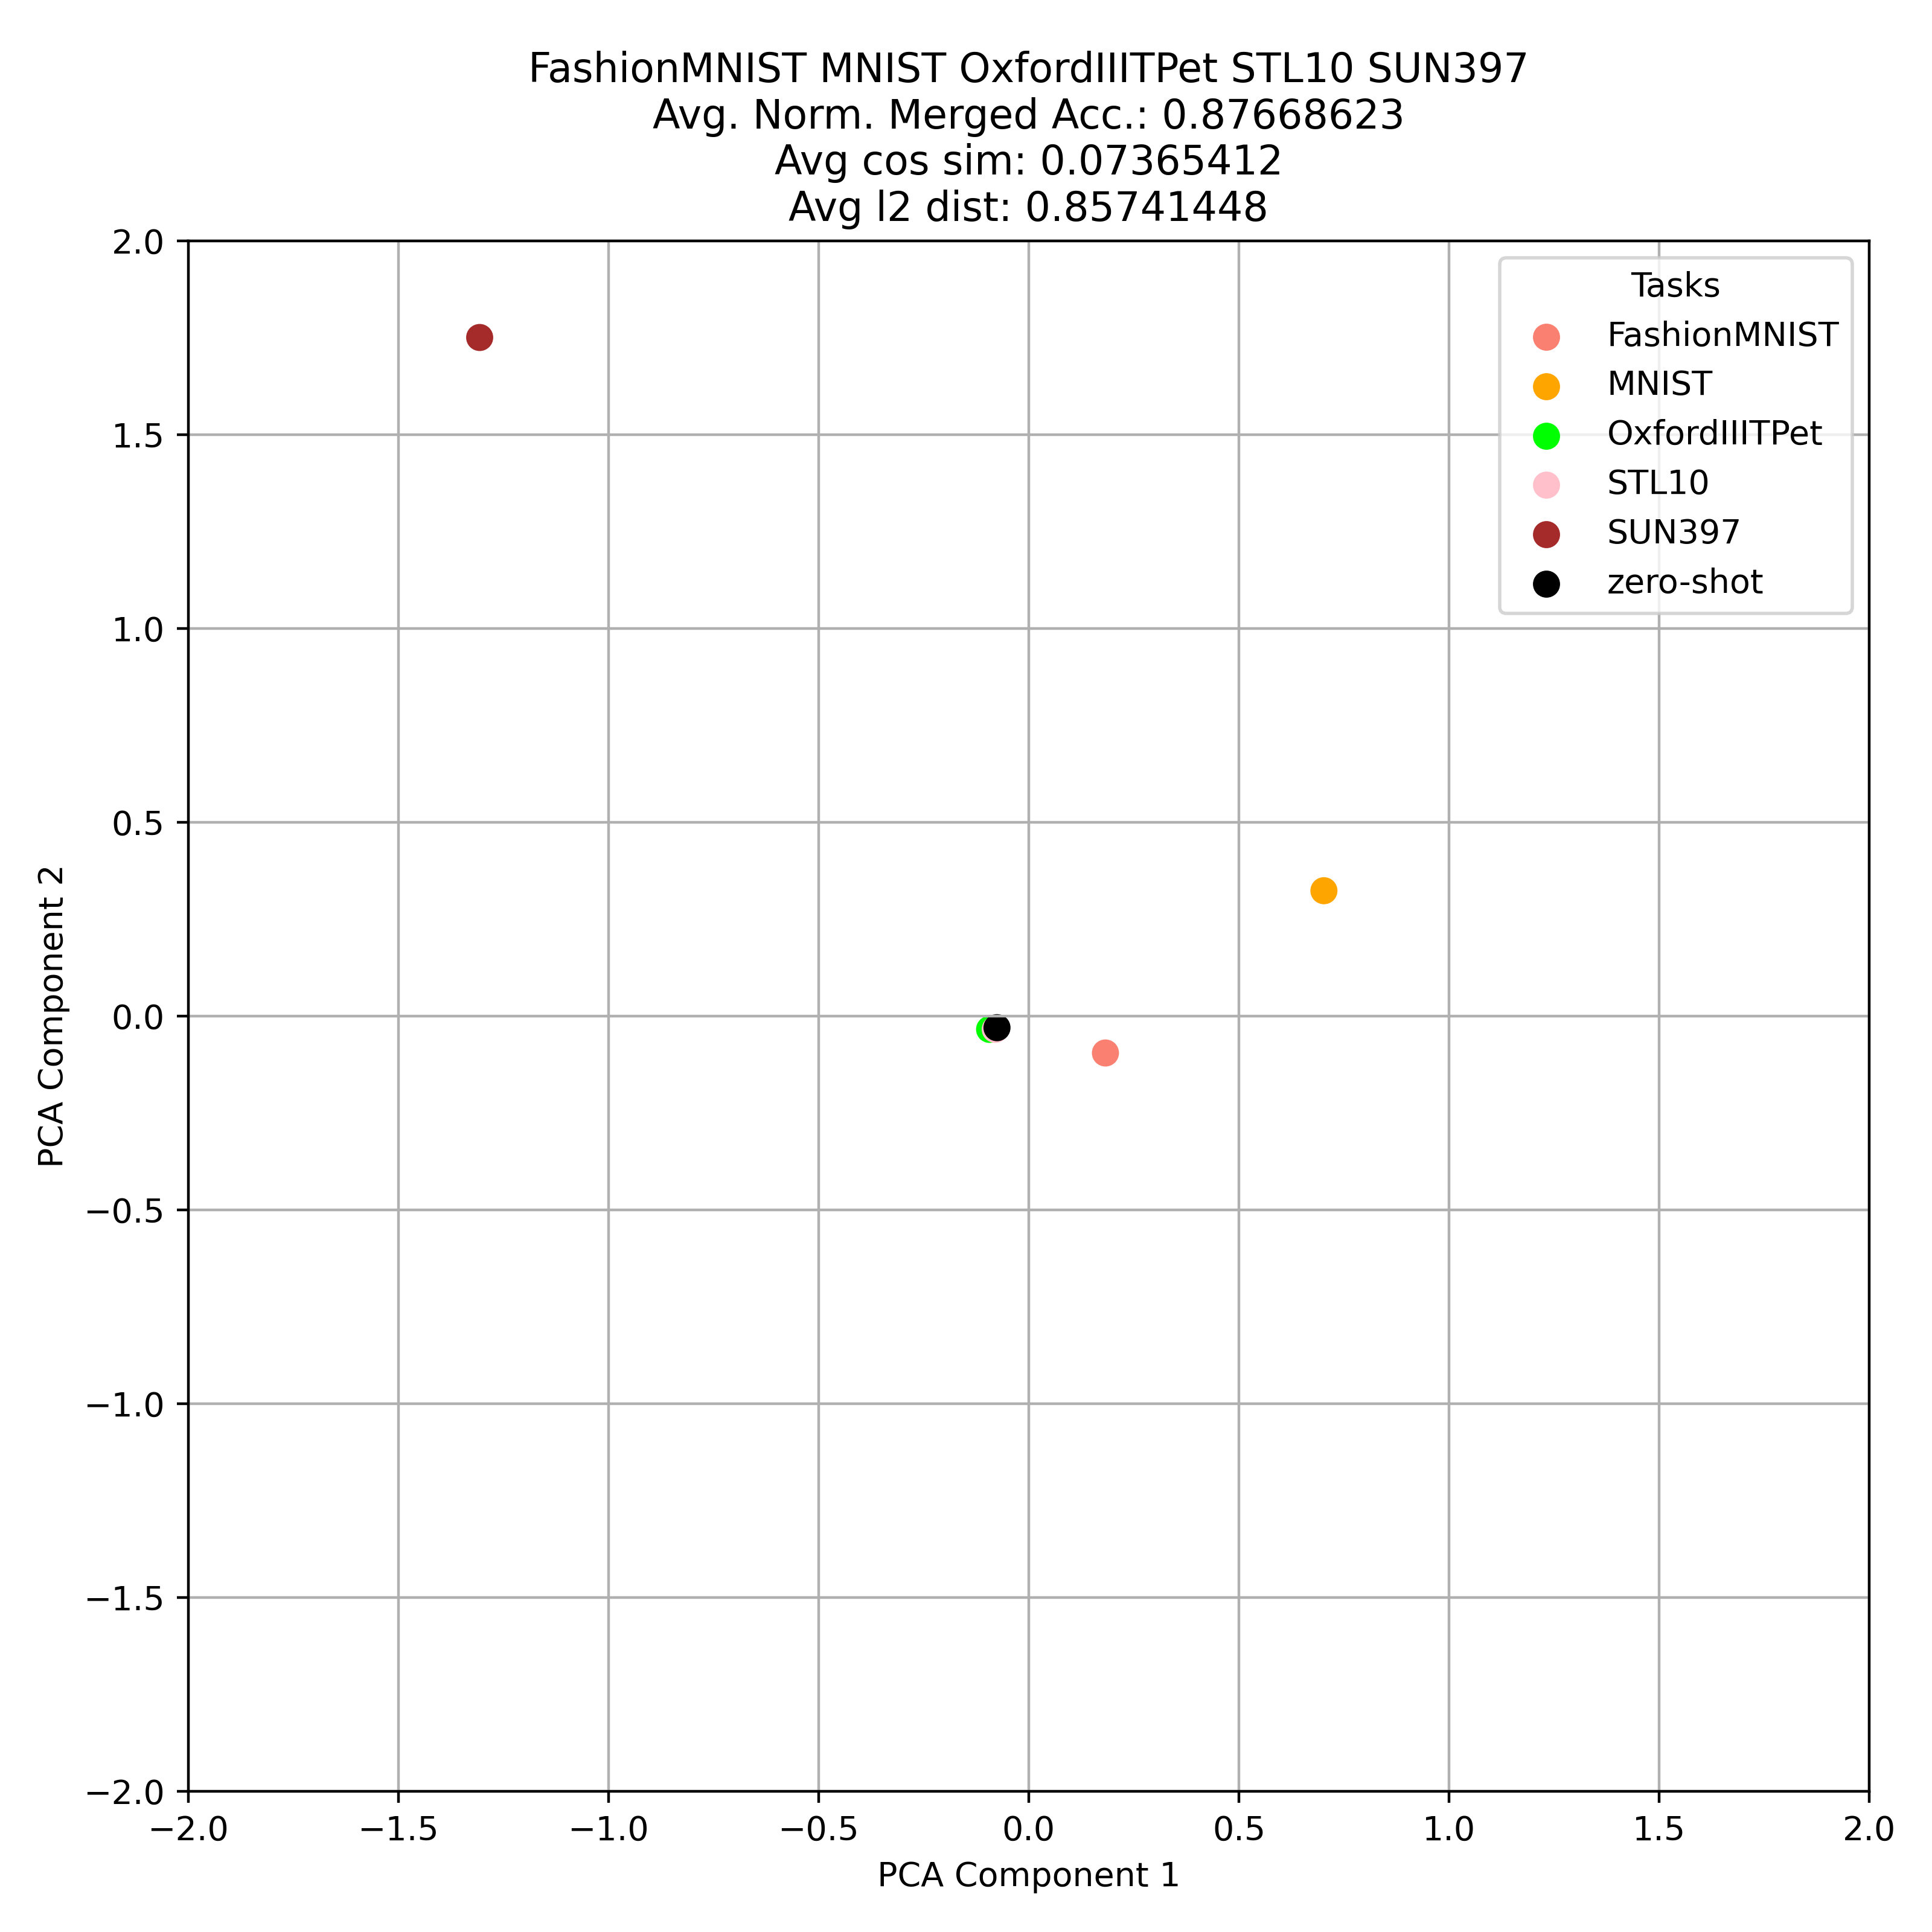 FashionMNIST MNIST OxfordIIITPet STL10 SUN397
Avg. Norm. Merged Acc.: 0.87668623
Avg cos sim: 0.07365412
Avg l2 dist: 0.85741448
Tasks
FashionMNIST
MNIST
OxfordIIITPet
STL10
SUN397
zero-shot
PCA Component 2
2.0
1.5
1.0
0.5
0.0
−0.5
−1.0
−1.5
−2.0
−2.0 −1.5 −1.0 −0.5 0.0 0.5 1.0 1.5 2.0
PCA Component 1